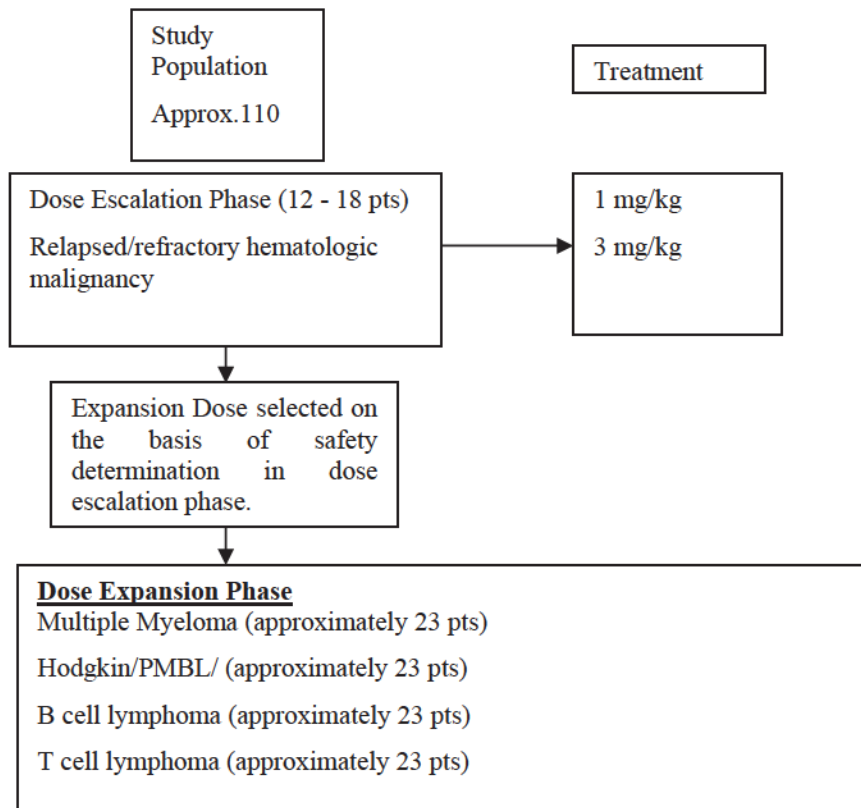 Study
Population
Approx.110
Treatment
Dose Escalation Phase (12 - 18 pts)
Relapsed/refractory hematologic
malignancy
1 mg/kg
3 mg/kg
Expansion Dose selected on
the basis of safety
determination in dose
escalation phase.
Dose Expansion Phase
Multiple Myeloma (approximately 23 pts)
Hodgkin/PMBL/ (approximately 23 pts)
B cell lymphoma (approximately 23 pts)
T cell lymphoma (approximately 23 pts)